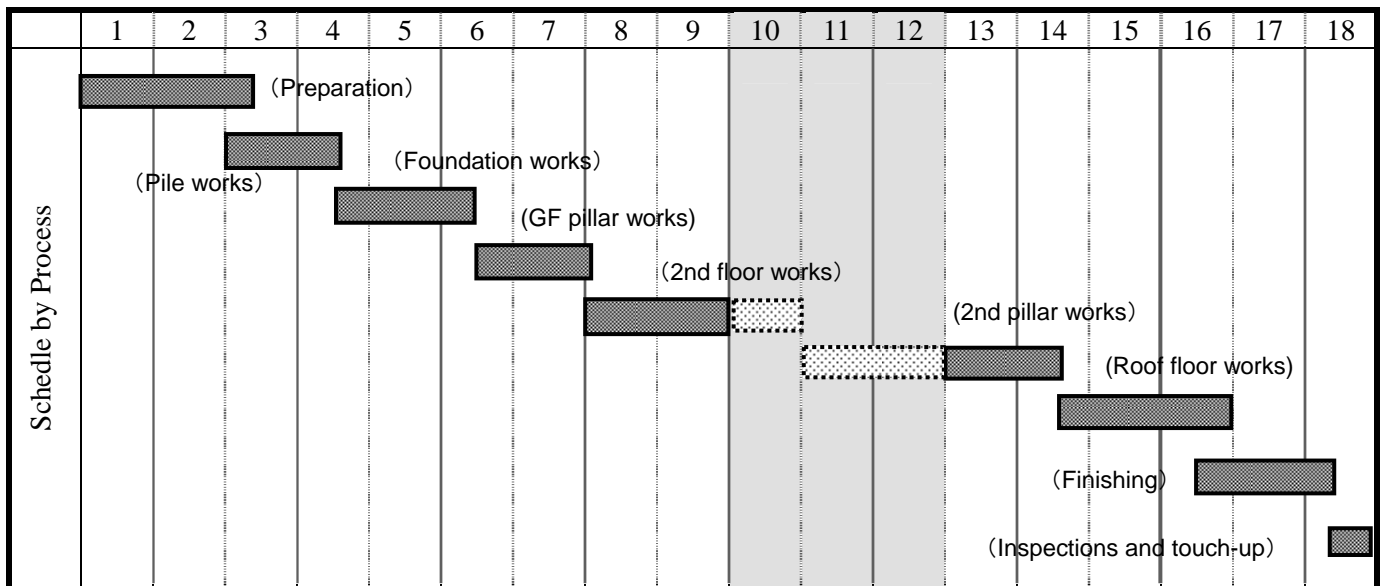 1 2 3 4 5 6 7 8 9 10 11 12 13 14 15 16 17 18
Schedle by Process
（Preparation）
（Foundation works）
（Pile works）
(GF pillar works)
（2nd floor works）
(2nd pillar works）
(Roof floor works)
（Finishing）
（Inspections and touch-up）